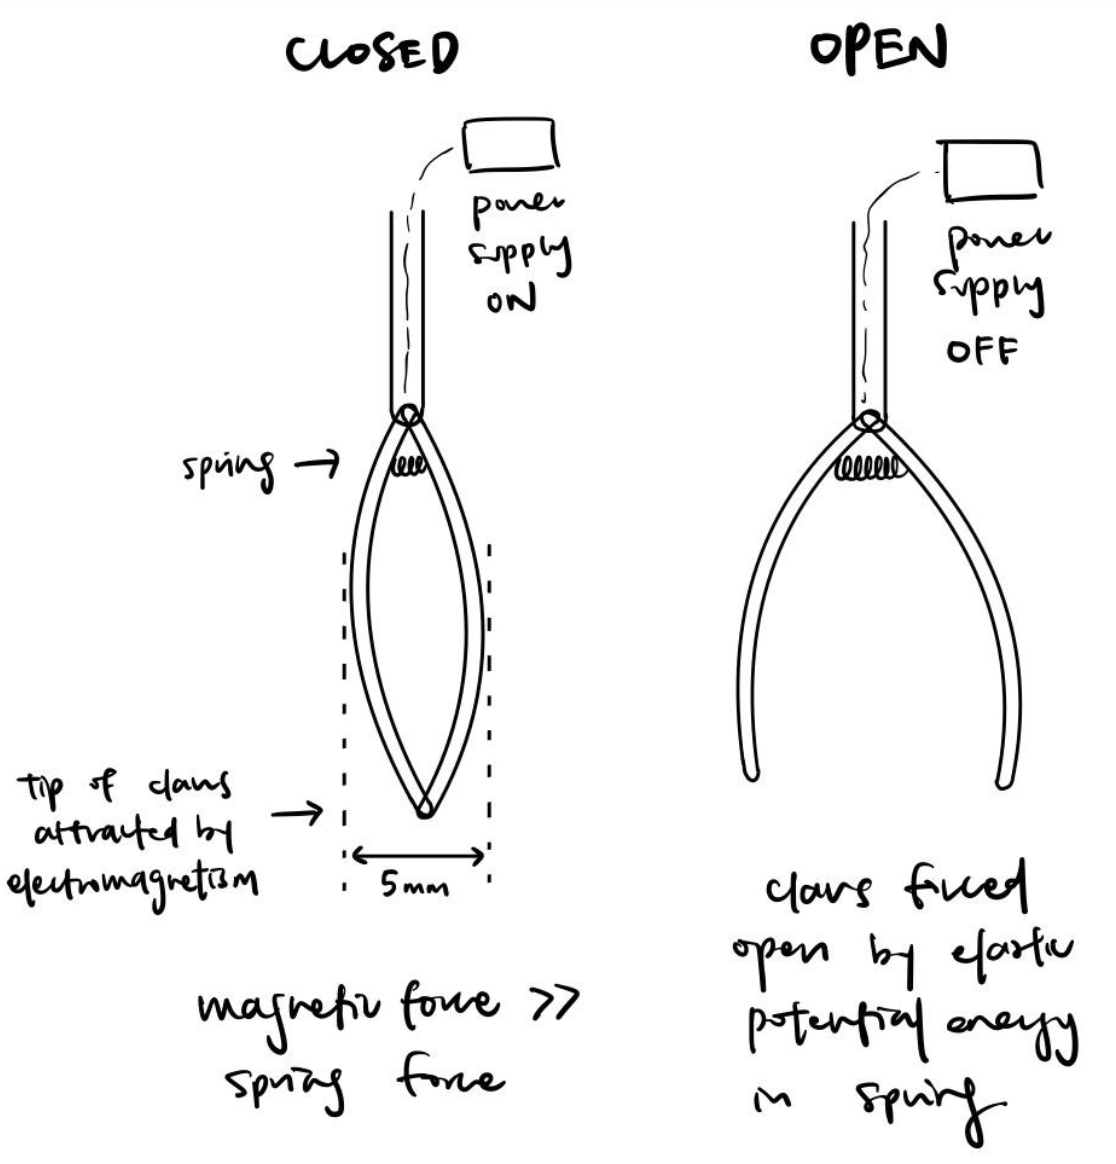 CLOSED
power
supply
ON
spring →
tip of claws
attracted by
electromagnetism
→
5mm
magnetic force >>
spring force
OPEN
power
supply
OFF
claws forced
open by elastic
potential energy
in spring